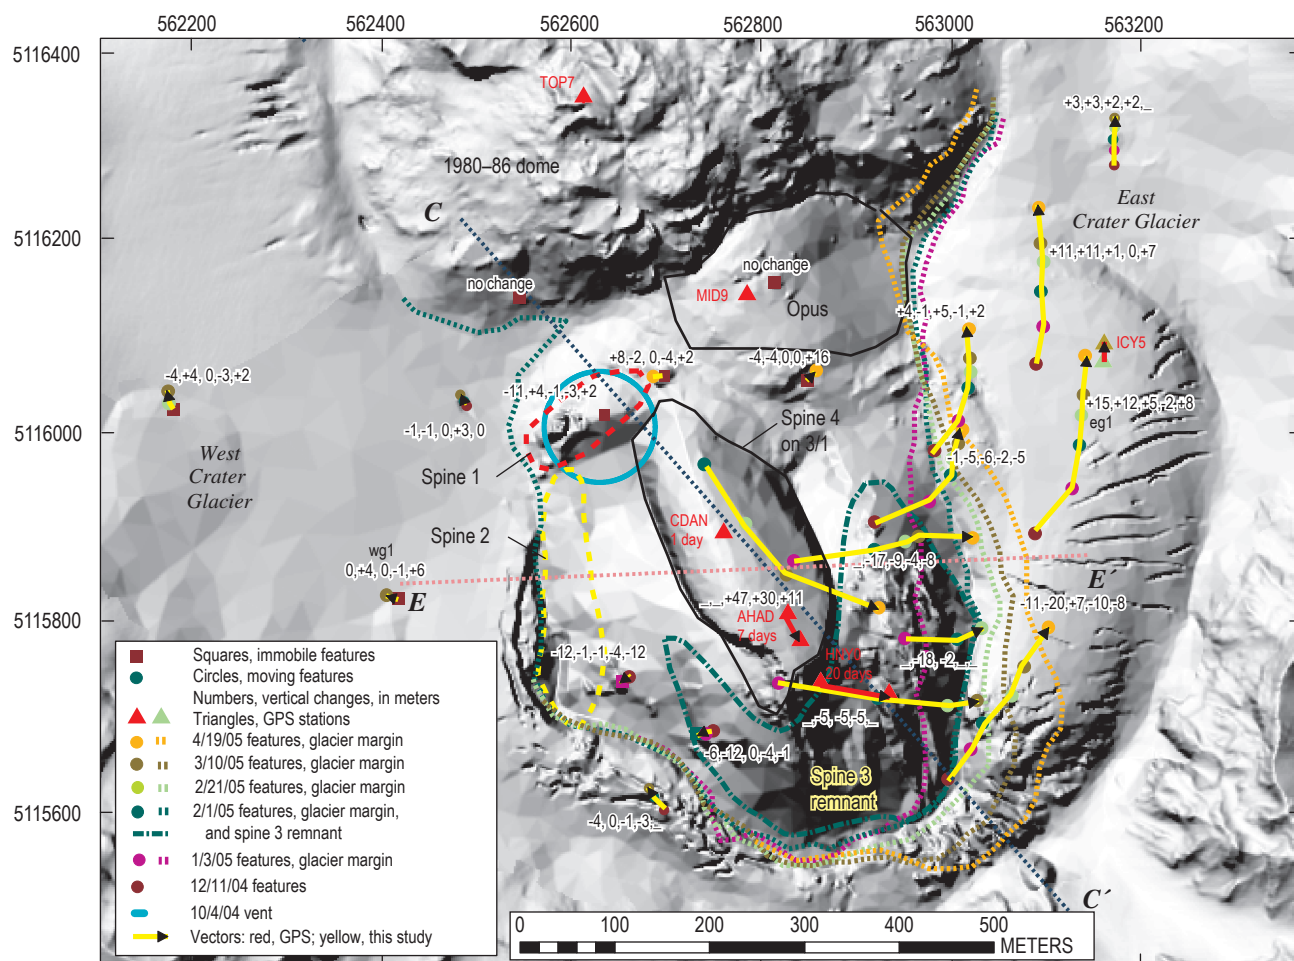 562200 562400 562600 562800 563000 563200
5116400
5116200
5116000
5115800
5115600
TOP7
+3,+3,+2,+2,_
1980–86 dome
East
Crater Glacier
C
no change
no change
+11,+11,+1, 0,+7
MID9
Opus
+4,-1,+5,-1,+2
ICY5
+8,-2, 0,-4,+2
-4,-4,0,0,+16
-4,+4, 0,-3,+2
-11,+4,-1,-3,+2
+15,+12,+5,-2,+8
eg1
Spine 4
on 3/1
-1,-1, 0,+3, 0
-1,-5,-6,-2,-5
West
Crater
Glacier
Spine 1
CDAN
1 day
Spine 2
wg1
0,+4, 0,-1,+6
_,-17,-9,-4,-8
E
E´
_,_,+47,+30,+11
AHAD
7 days
-11,-20,+7,-10,-8
-12,-1,-1,-4,-12
HNY0
20 days
_,-18,-2,_,_
_,-5,-5,-5,_
-6,-12, 0,-4,-1
Spine 3
remnant
-4, 0,-1,-3,_
C´
Squares, immobile features
Circles, moving features
Numbers, vertical changes, in meters
Triangles, GPS stations
4/19/05 features, glacier margin
3/10/05 features, glacier margin
2/21/05 features, glacier margin
2/1/05 features, glacier margin,
and spine 3 remnant
1/3/05 features, glacier margin
12/11/04 features
10/4/04 vent
Vectors: red, GPS; yellow, this study
0 100 200 300 400 500
METERS